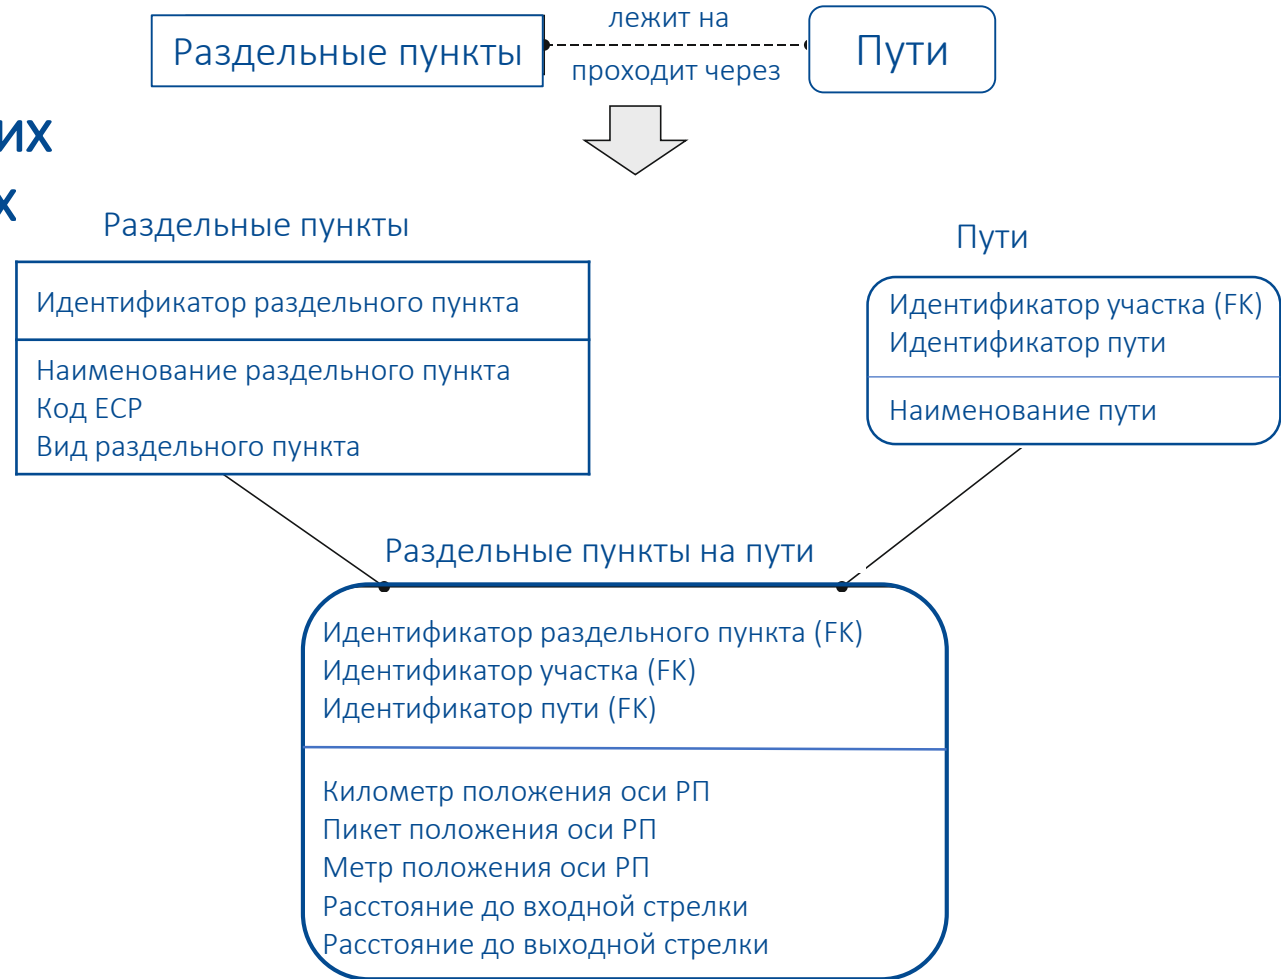 лежит на
Раздельные пункты
Пути
проходит через
их
х
Раздельные пункты
Пути
Идентификатор раздельного пункта
Наименование раздельного пункта
Код ЕСР
Вид раздельного пункта
Идентификатор участка (FK)
Идентификатор пути
Наименование пути
Раздельные пункты на пути
Идентификатор раздельного пункта (FK)
Идентификатор участка (FK)
Идентификатор пути (FK)
Километр положения оси РП
Пикет положения оси РП
Метр положения оси РП
Расстояние до входной стрелки
Расстояние до выходной стрелки